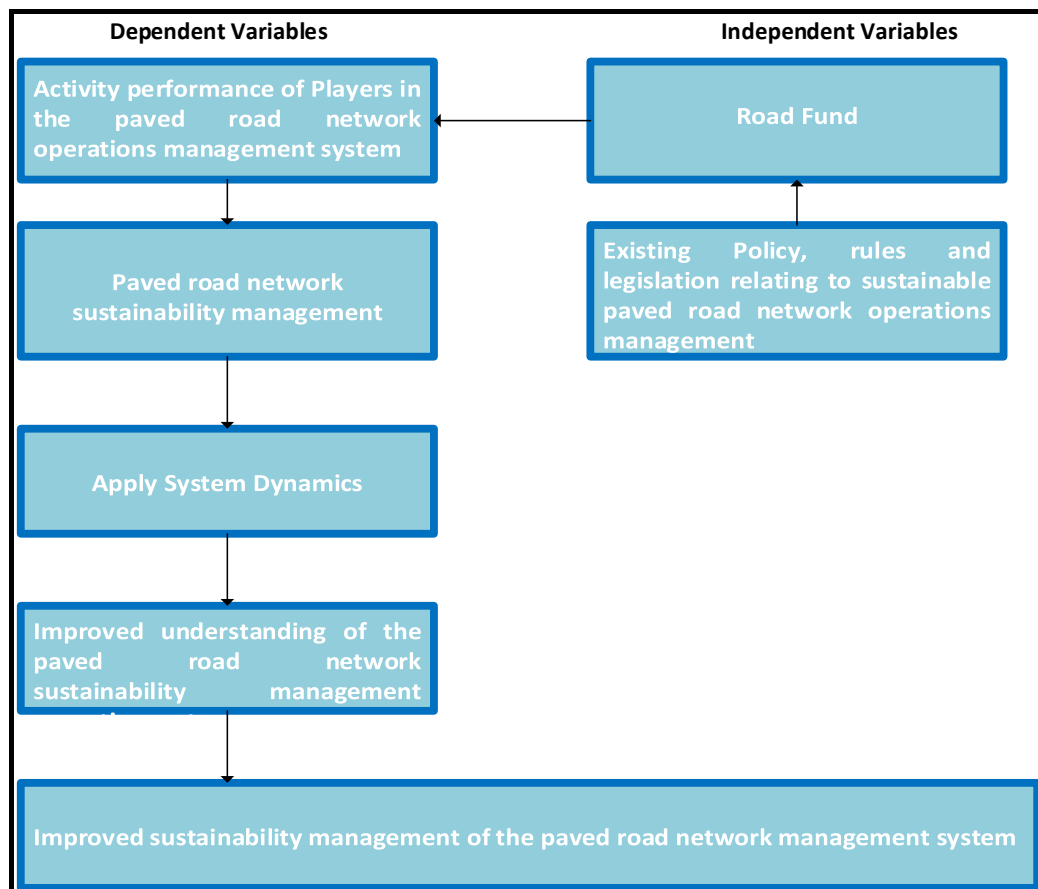 Dependent Variables
Independent Variables
Activity performance of Players in
the paved road network
operations management system
Road Fund
Paved road network
sustainability management
Existing Policy, rules and
legislation relating to sustainable
paved road network operations
management
Apply System Dynamics
Improved understanding of the
paved road network
sustainability management
Improved sustainability management of the paved road network management system